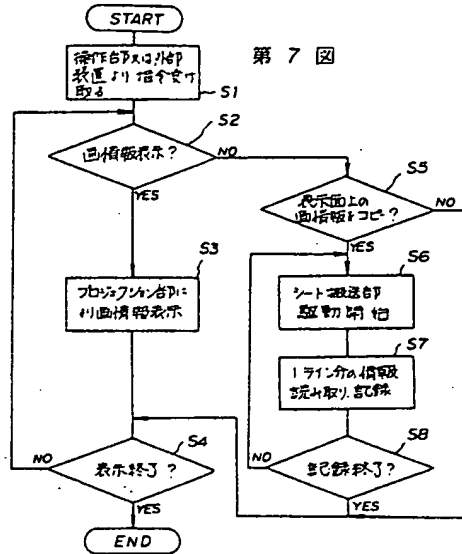 START
第 7 図
操作部又は外部
装置より指令受け
取る
S1
S2
画情報表示?
NO
YES
S5
表示面上の
画情報をコピー?
NO
YES
S3
プロジェクション部に
より画情報表示
S6
シート搬送部
駆動開始
S7
1ライン分の情報
読み取り、記録
S4
表示終了?
NO
YES
S8
記録終了?
NO
YES
END